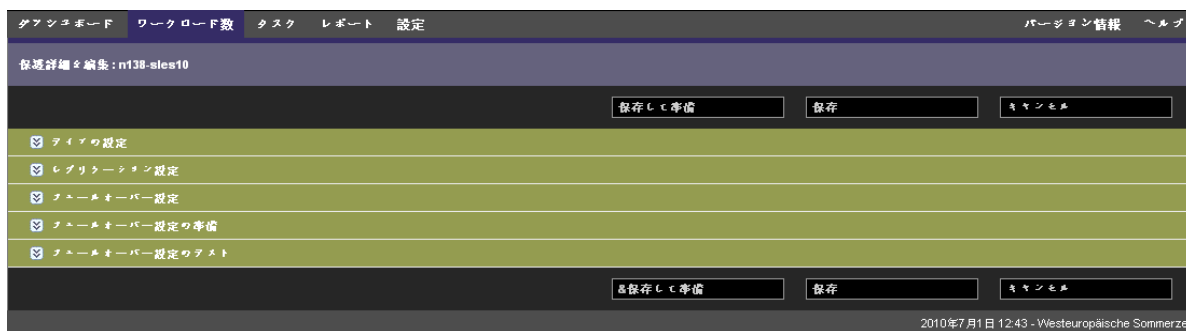 ダッシュボード ワークロード数 タスク レポート 設定 バージョン情報 ヘルプ
保護詳細を編集 : n138-sles10
保存して準備 保存 キャンセル
ティアの設定
レプリケーション設定
フェールオーバー設定
フェールオーバー設定の準備
フェールオーバー設定のテスト
&保存して準備 保存 キャンセル
2010年7月1日 12:43 - Westeuropäische Sommerze